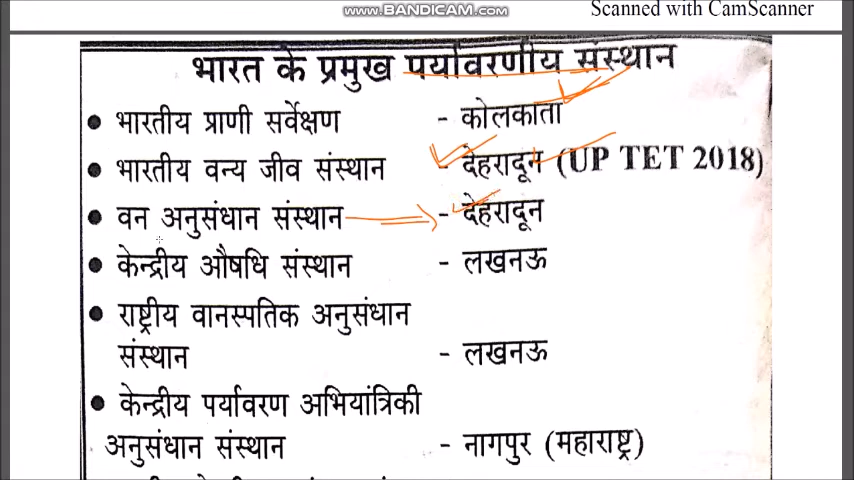 www.BANDICAM.com
Scanned with CamScanner
भारत के प्रमुख पर्यावरणीय संस्थान
● भारतीय प्राणी सर्वेक्षण - कोलकाता
● भारतीय वन्य जीव संस्थान - देहरादून (UP TET 2018)
● वन अनुसंधान संस्थान - देहरादून
● केन्द्रीय औषधि संस्थान - लखनऊ
● राष्ट्रीय वानस्पतिक अनुसंधान
संस्थान - लखनऊ
● केन्द्रीय पर्यावरण अभियांत्रिकी
अनुसंधान संस्थान - नागपुर (महाराष्ट्र)